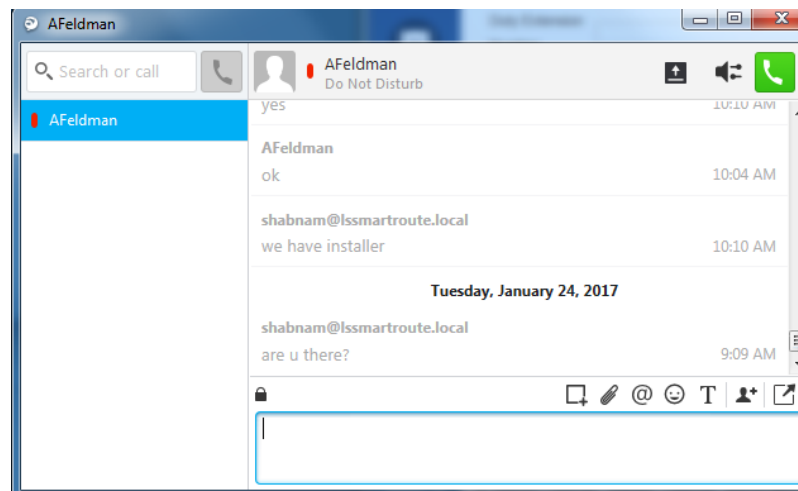 AFeldman
Search or call
AFeldman
Do Not Disturb
AFeldman
yes 10:10 AM
AFeldman
ok 10:04 AM
shabnam@lssmartroute.local
we have installer 10:10 AM
Tuesday, January 24, 2017
shabnam@lssmartroute.local
are u there? 9:09 AM
@ T